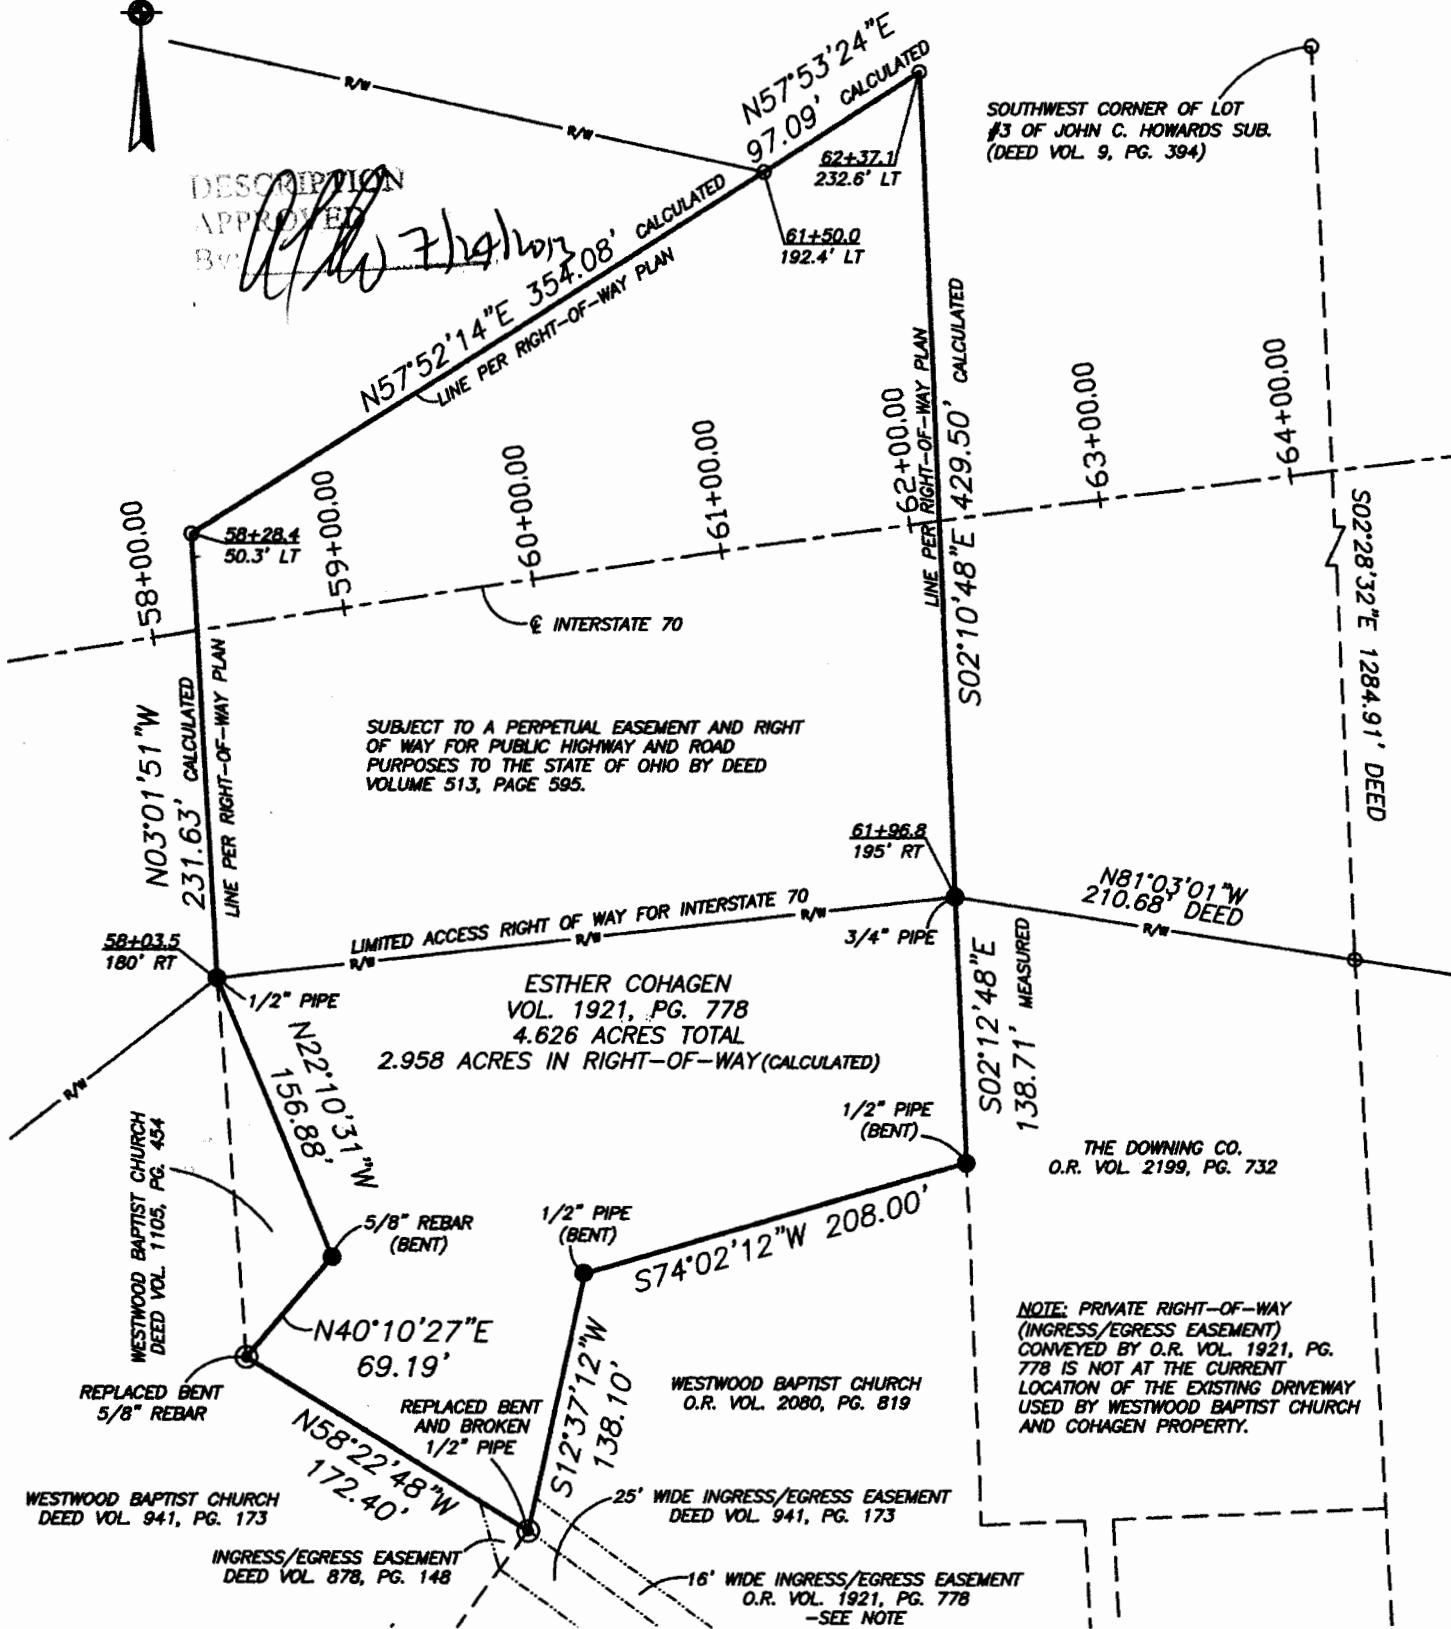 N57°53'24"E
97.09' CALCULATED
R/W
R/W
SOUTHWEST CORNER OF LOT
#3 OF JOHN C. HOWARDS SUB.
(DEED VOL. 9, PG. 394)
62+37.1
232.6' LT
DESCRIPTION
APPROVED
By:
7/24/2013
61+50.0
192.4' LT
N57°52'14"E 354.08' CALCULATED
LINE PER RIGHT-OF-WAY PLAN
58+00.00
59+00.00
60+00.00
61+00.00
62+00.00
63+00.00
64+00.00
58+28.4
50.3' LT
LINE PER RIGHT-OF-WAY PLAN
S02°10'48"E 429.50' CALCULATED
S02°28'32"E 1284.91' DEED
℄ INTERSTATE 70
N03°01'51"W
231.63' CALCULATED
LINE PER RIGHT-OF-WAY PLAN
SUBJECT TO A PERPETUAL EASEMENT AND RIGHT
OF WAY FOR PUBLIC HIGHWAY AND ROAD
PURPOSES TO THE STATE OF OHIO BY DEED
VOLUME 513, PAGE 595.
61+96.8
195' RT
N81°03'01"W
210.68' DEED
R/W
58+03.5
180' RT
LIMITED ACCESS RIGHT OF WAY FOR INTERSTATE 70
R/W
R/W
R/W
3/4" PIPE
1/2" PIPE
ESTHER COHAGEN
VOL. 1921, PG. 778
4.626 ACRES TOTAL
2.958 ACRES IN RIGHT-OF-WAY(CALCULATED)
S02°12'48"E
138.71' MEASURED
R/W
N22°10'31"W
156.88'
WESTWOOD BAPTIST CHURCH
DEED VOL. 1105, PG. 454
1/2" PIPE
(BENT)
THE DOWNING CO.
O.R. VOL. 2199, PG. 732
5/8" REBAR
(BENT)
1/2" PIPE
(BENT)
S74°02'12"W 208.00'
N40°10'27"E
69.19'
NOTE: PRIVATE RIGHT-OF-WAY
(INGRESS/EGRESS EASEMENT)
CONVEYED BY O.R. VOL. 1921, PG.
778 IS NOT AT THE CURRENT
LOCATION OF THE EXISTING DRIVEWAY
USED BY WESTWOOD BAPTIST CHURCH
AND COHAGEN PROPERTY.
REPLACED BENT
5/8" REBAR
REPLACED BENT
AND BROKEN
1/2" PIPE
S12°37'12"W
138.10'
WESTWOOD BAPTIST CHURCH
O.R. VOL. 2080, PG. 819
N58°22'48"W
172.40'
WESTWOOD BAPTIST CHURCH
DEED VOL. 941, PG. 173
25' WIDE INGRESS/EGRESS EASEMENT
DEED VOL. 941, PG. 173
INGRESS/EGRESS EASEMENT
DEED VOL. 878, PG. 148
16' WIDE INGRESS/EGRESS EASEMENT
O.R. VOL. 1921, PG. 778
-SEE NOTE